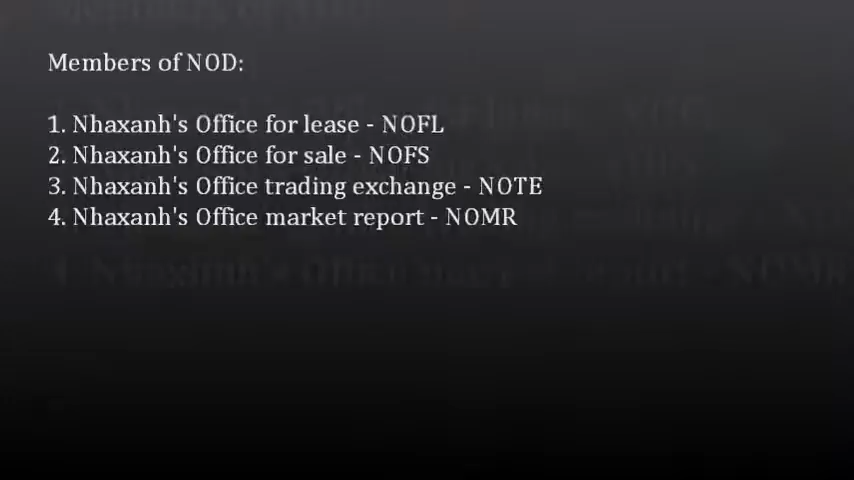 Members of NOD:
1. Nhaxanh's Office for lease - NOFL
2. Nhaxanh's Office for sale - NOFS
3. Nhaxanh's Office trading exchange - NOTE
4. Nhaxanh's Office market report - NOMR